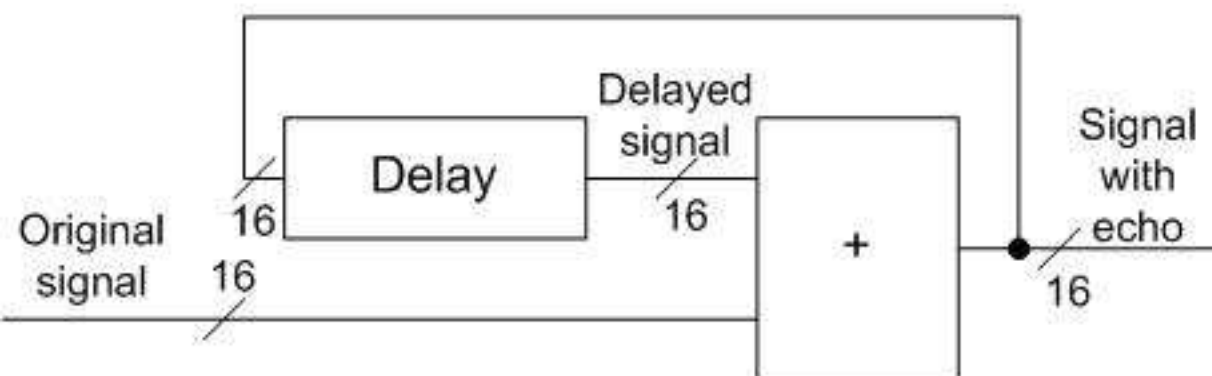 Delayed
signal
Delay
16
16
Original
signal
16
+
Signal
with
echo
16